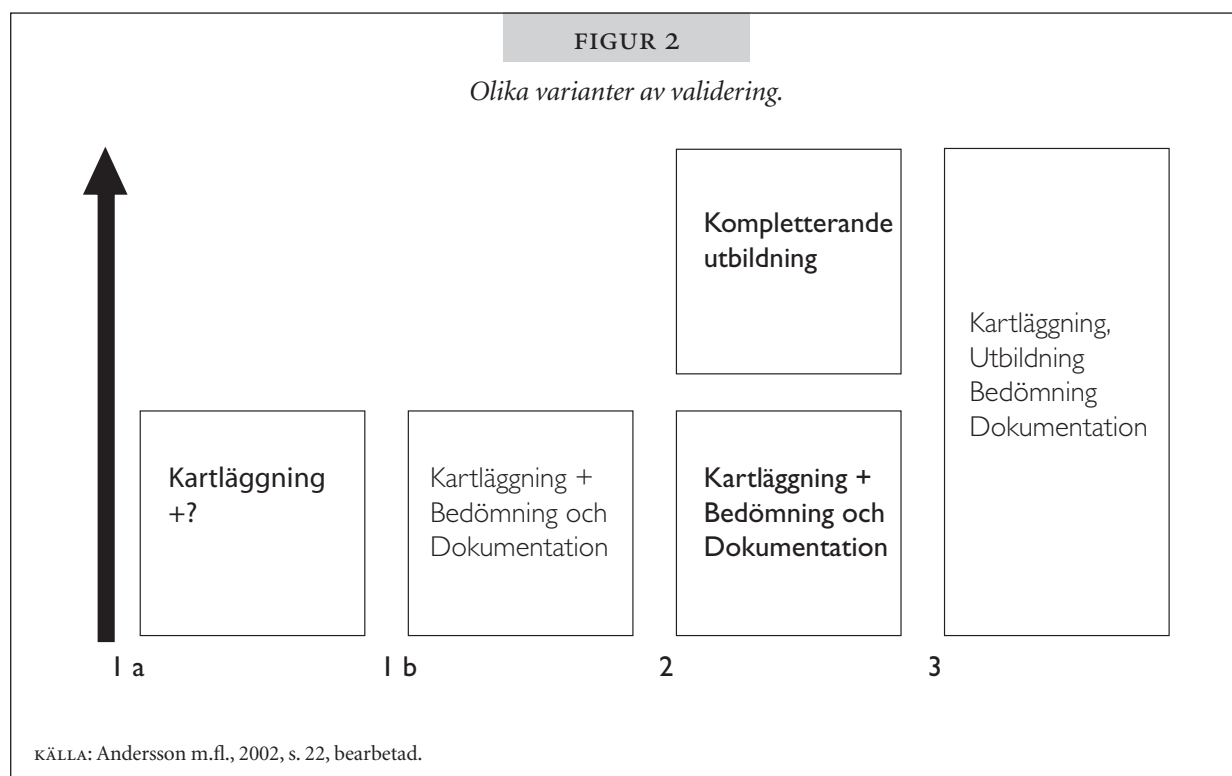 FIGUR 2
Olika varianter av validering.
Kompletterande
utbildning
Kartläggning,
Utbildning
Bedömning
Dokumentation
Kartläggning
+?
Kartläggning +
Bedömning och
Dokumentation
Kartläggning +
Bedömning och
Dokumentation
1 a
1 b
2
3
KÄLLA: Andersson m.fl., 2002, s. 22, bearbetad.